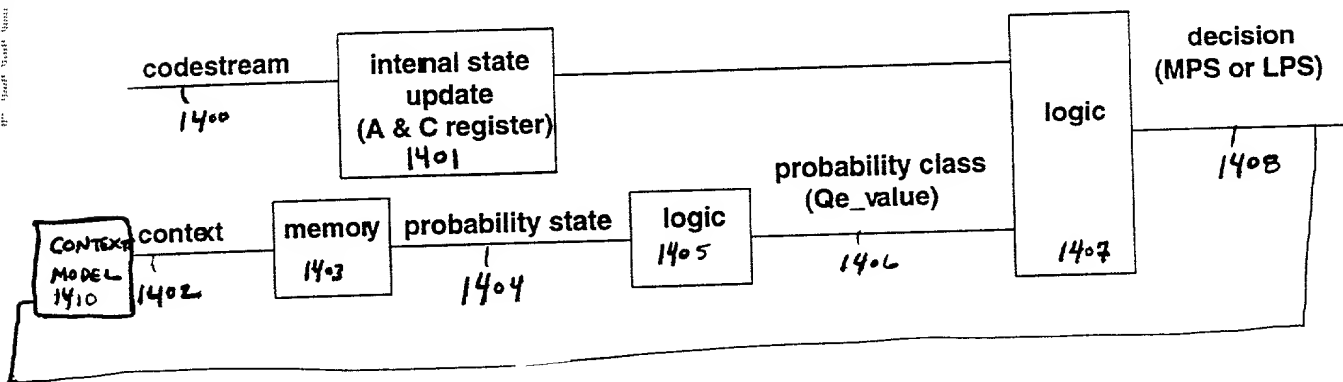 codestream
1400
internal state
update
(A & C register)
1401
logic
1407
decision
(MPS or LPS)
1408
CONTEXT
MODEL
1410
context
1402
memory
1403
probability state
1404
logic
1405
probability class
(Qe_value)
1406